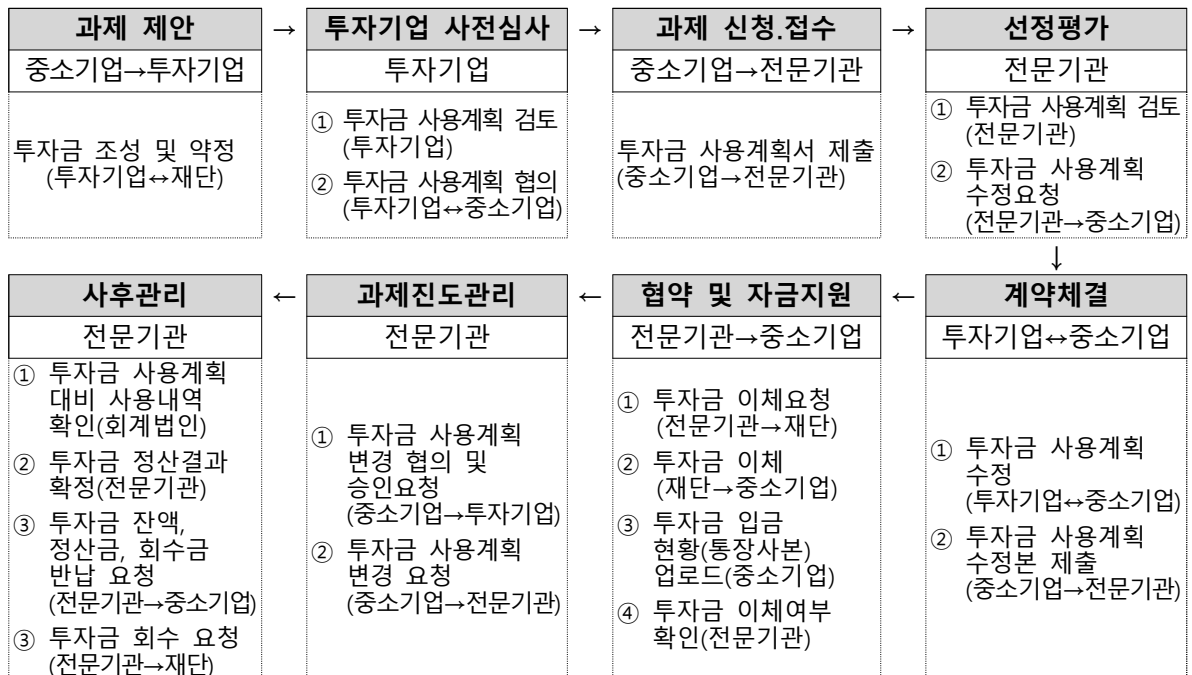 과제 제안 → 투자기업 사전심사 → 과제 신청.접수 → 선정평가
중소기업→투자기업
투자금 조성 및 약정
(투자기업↔재단)
투자기업
① 투자금 사용계획 검토
(투자기업)
② 투자금 사용계획 협의
(투자기업↔중소기업)
중소기업→전문기관
투자금 사용계획서 제출
(중소기업→전문기관)
전문기관
① 투자금 사용계획 검토
(전문기관)
② 투자금 사용계획
수정요청
(전문기관→중소기업)
↓
사후관리 ← 과제진도관리 ← 협약 및 자금지원 ← 계약체결
전문기관
① 투자금 사용계획
대비 사용내역
확인(회계법인)
② 투자금 정산결과
확정(전문기관)
③ 투자금 잔액,
정산금, 회수금
반납 요청
(전문기관→중소기업)
③ 투자금 회수 요청
(전문기관→재단)
전문기관
① 투자금 사용계획
변경 협의 및
승인요청
(중소기업→투자기업)
② 투자금 사용계획
변경 요청
(중소기업→전문기관)
전문기관→중소기업
① 투자금 이체요청
(전문기관→재단)
② 투자금 이체
(재단→중소기업)
③ 투자금 입금
현황(통장사본)
업로드(중소기업)
④ 투자금 이체여부
확인(전문기관)
투자기업↔중소기업
① 투자금 사용계획
수정
(투자기업↔중소기업)
② 투자금 사용계획
수정본 제출
(중소기업→전문기관)